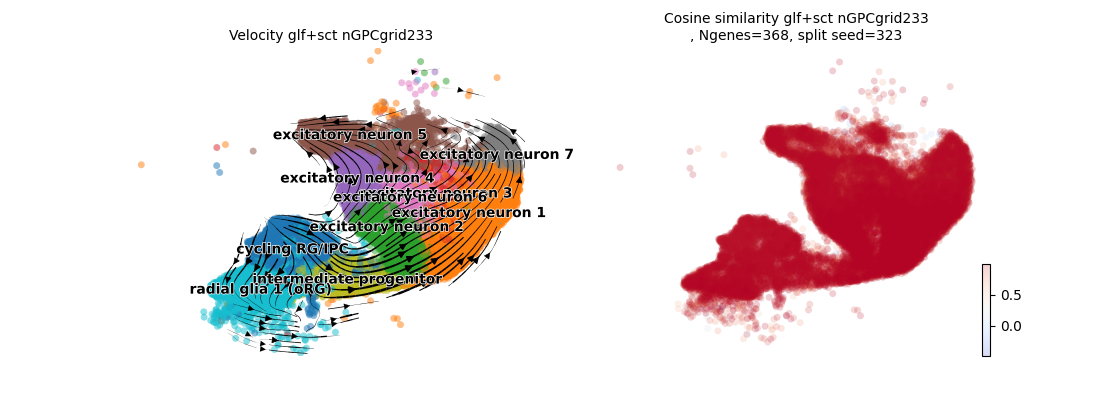 Velocity glf+sct nGPCgrid233
Cosine similarity glf+sct nGPCgrid233
, Ngenes=368, split seed=323
excitatory neuron 5
excitatory neuron 7
excitatory neuron 4
excitatory neuron 3
excitatory neuron 6
excitatory neuron 1
excitatory neuron 2
cycling RG/IPC
intermediate progenitor
radial glia 1 (oRG)
0.5
0.0